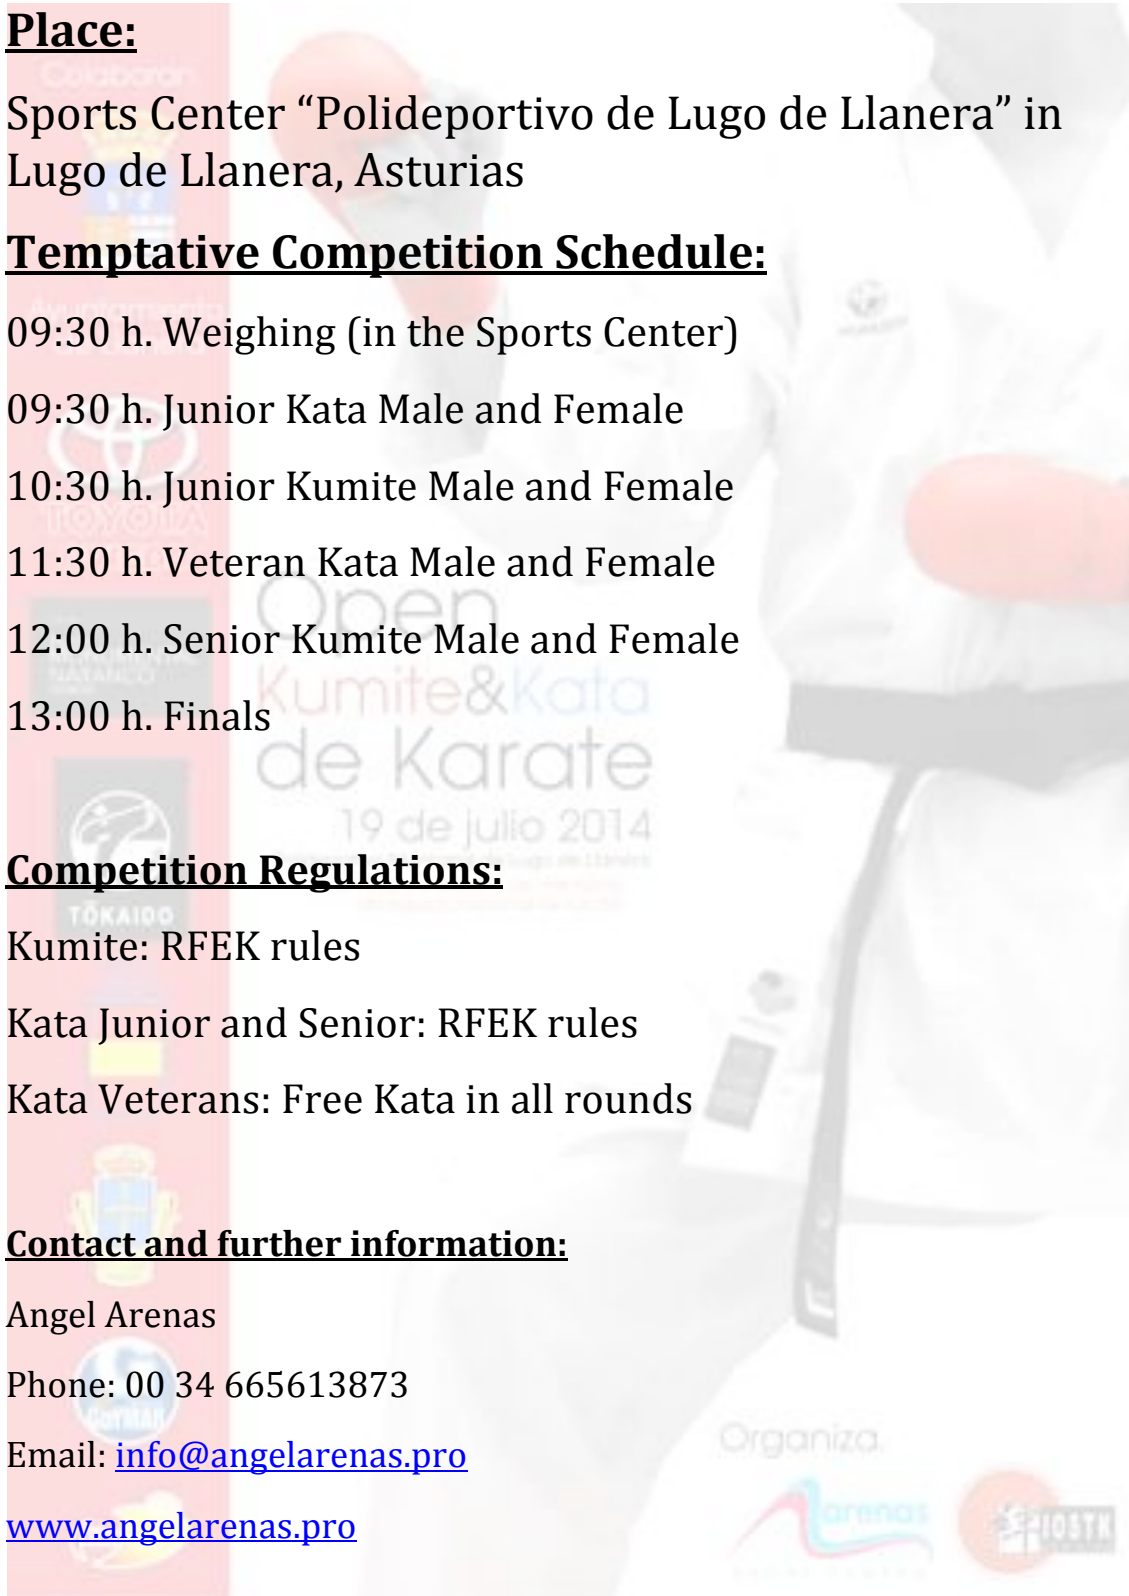 Place:
Colaboran
Sports Center “Polideportivo de Lugo de Llanera” in
Lugo de Llanera, Asturias
Temptative Competition Schedule:
Ayuntamiento
09:30 h. Weighing (in the Sports Center)
09:30 h. Junior Kata Male and Female
10:30 h. Junior Kumite Male and Female
TOYOTA
11:30 h. Veteran Kata Male and Female
Open
12:00 h. Senior Kumite Male and Female
Kumite&Kata
13:00 h. Finals
de Karate
19 de julio 2014
Competition Regulations:
TŌKAIDO
Kumite: RFEK rules
Kata Junior and Senior: RFEK rules
Kata Veterans: Free Kata in all rounds
Contact and further information:
Angel Arenas
Phone: 00 34 665613873
Organiza
Email: info@angelarenas.pro
www.angelarenas.pro
arenas